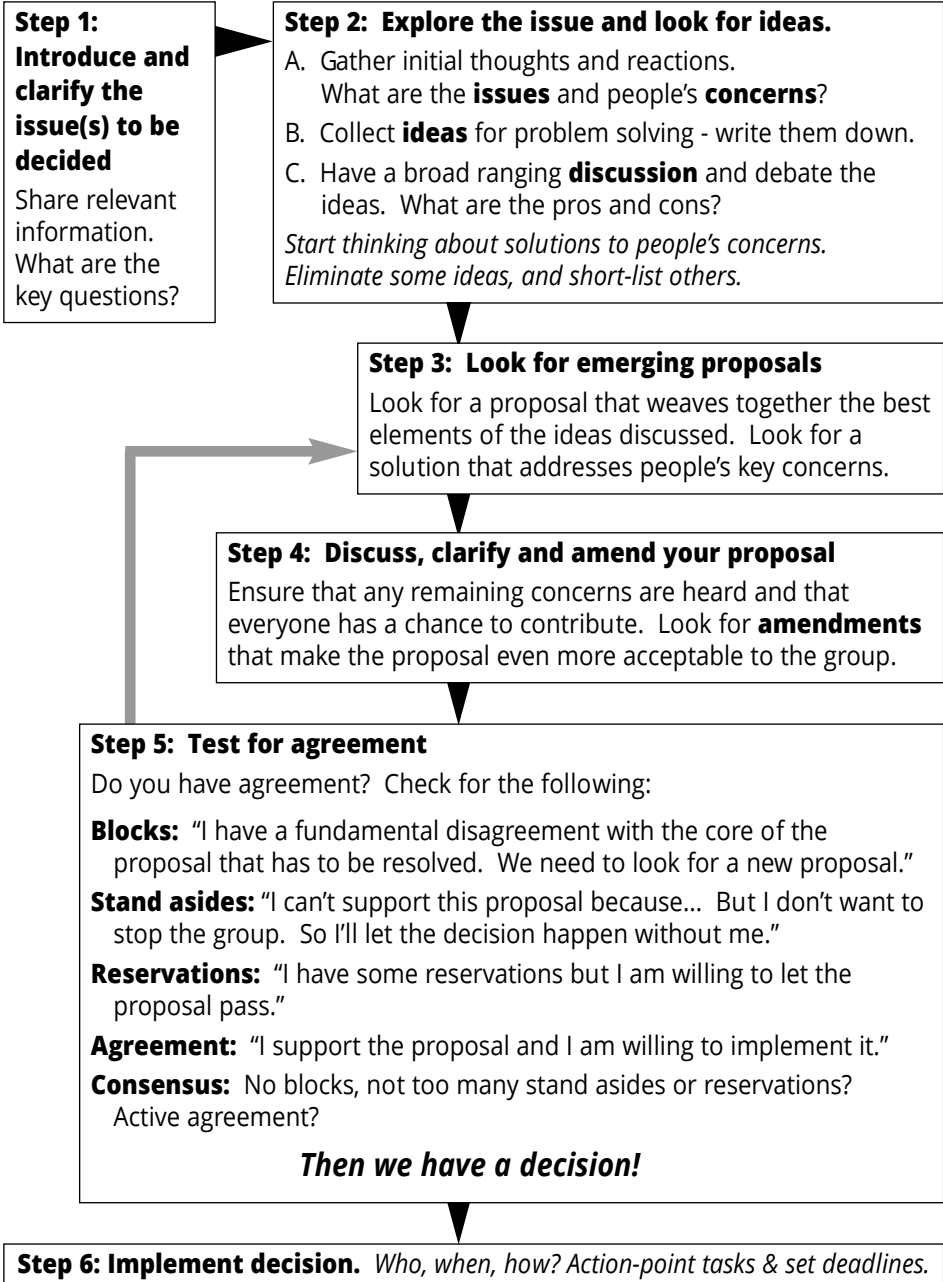 Step 1:
Introduce and
clarify the
issue(s) to be
decided
Share relevant
information.
What are the
key questions?
Step 2:  Explore the issue and look for ideas.
A.  Gather initial thoughts and reactions.
What are the issues and people’s concerns?
B.  Collect ideas for problem solving - write them down.
C.  Have a broad ranging discussion and debate the
ideas.  What are the pros and cons?
Start thinking about solutions to people’s concerns.
Eliminate some ideas, and short-list others.
Step 3:  Look for emerging proposals
Look for a proposal that weaves together the best
elements of the ideas discussed.  Look for a
solution that addresses people’s key concerns.
Step 4:  Discuss, clarify and amend your proposal
Ensure that any remaining concerns are heard and that
everyone has a chance to contribute.  Look for amendments
that make the proposal even more acceptable to the group.
Step 5:  Test for agreement
Do you have agreement?  Check for the following:
Blocks:  “I have a fundamental disagreement with the core of the
proposal that has to be resolved.  We need to look for a new proposal.”
Stand asides: “I can’t support this proposal because...  But I don’t want to
stop the group.  So I’ll let the decision happen without me.”
Reservations:  “I have some reservations but I am willing to let the
proposal pass.”
Agreement:  “I support the proposal and I am willing to implement it.”
Consensus:  No blocks, not too many stand asides or reservations?
Active agreement?
Then we have a decision!
Step 6: Implement decision.  Who, when, how? Action-point tasks & set deadlines.